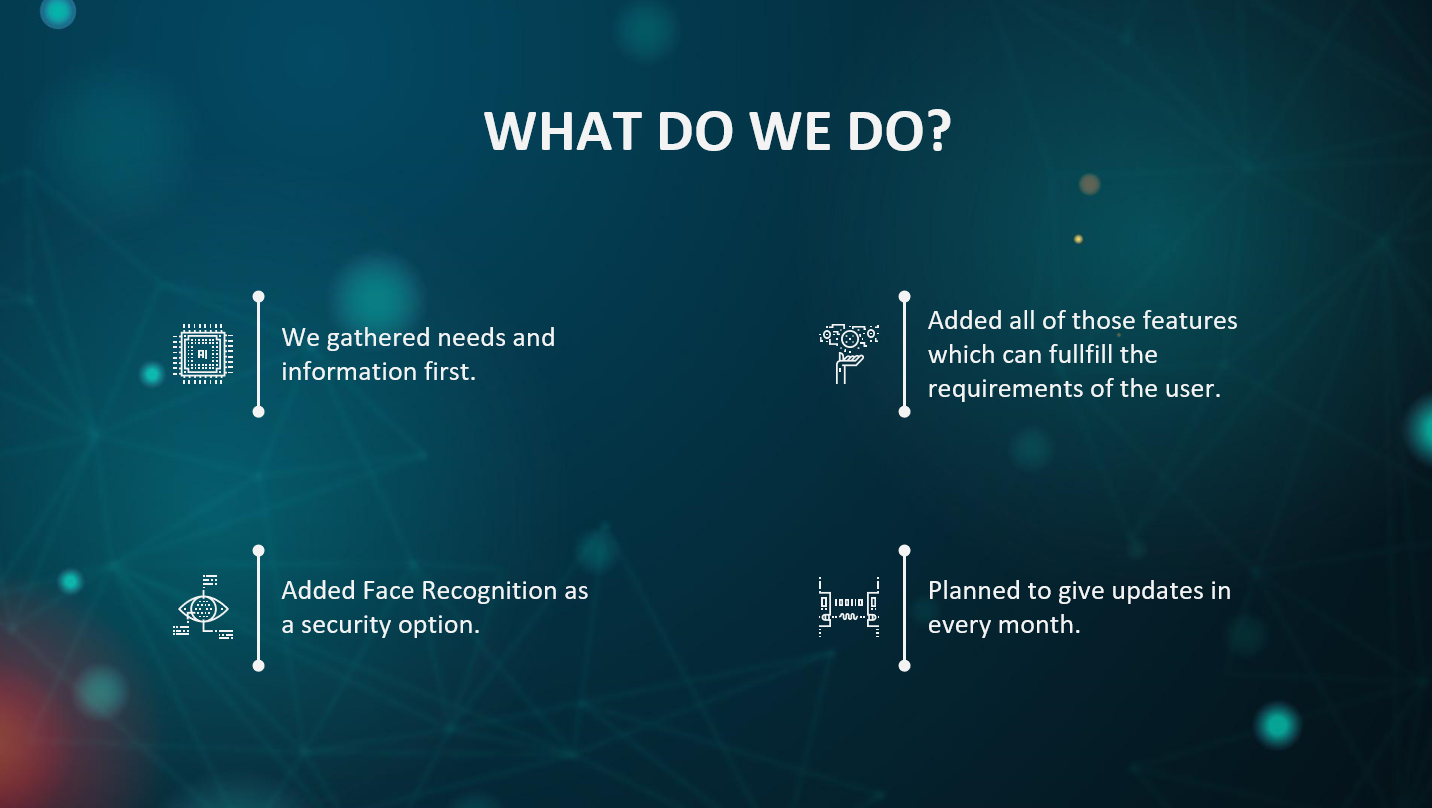 WHAT DO WE DO?
AI
We gathered needs and
information first.
Added all of those features
which can fullfill the
requirements of the user.
Added Face Recognition as
a security option.
Planned to give updates in
every month.